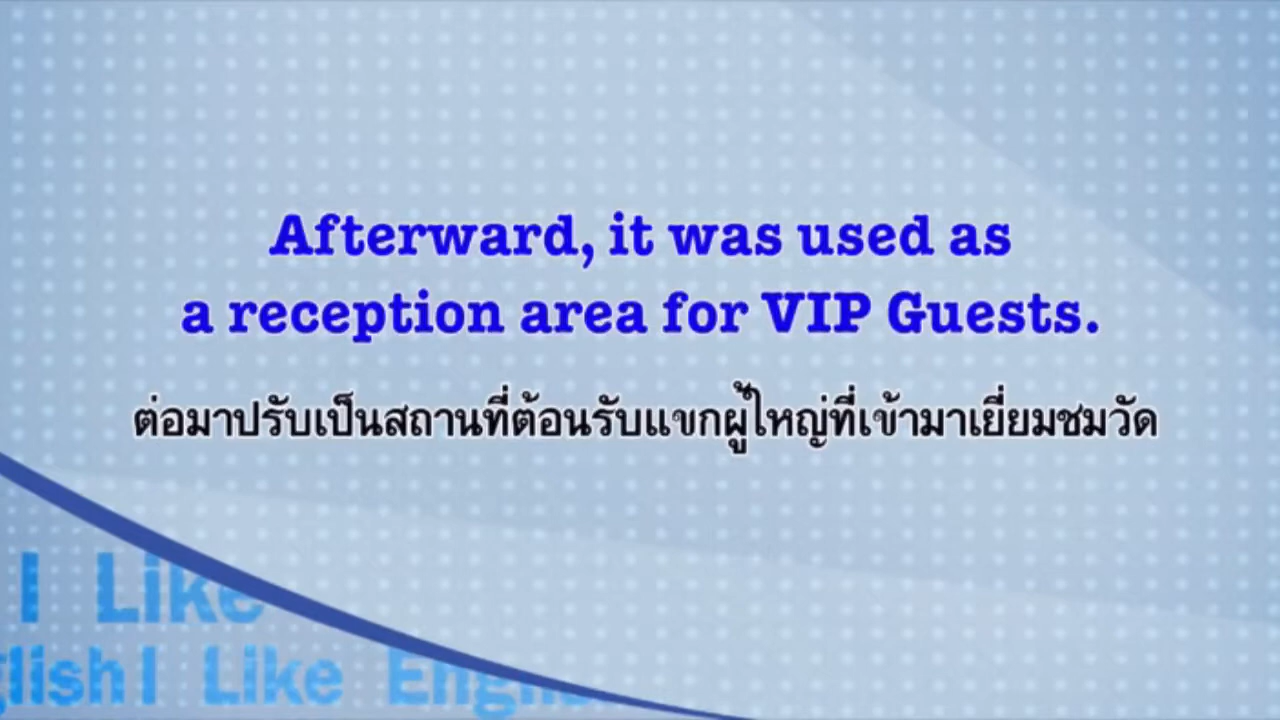 Afterward, it was used as
a reception area for VIP Guests.
ต่อมาปรับเป็นสถานที่ต้อนรับแขกผู้ใหญ่ที่เข้ามาเยี่ยมชมวัด
I Like
glish I Like English